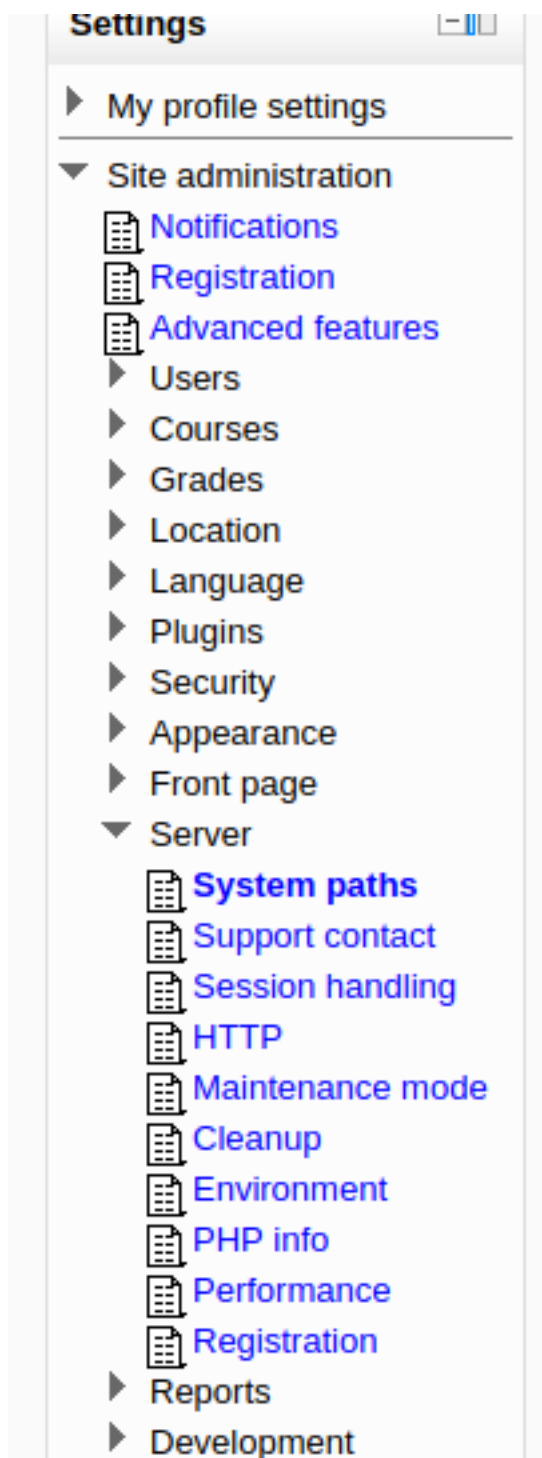 Settings
My profile settings
Site administration
Notifications
Registration
Advanced features
Users
Courses
Grades
Location
Language
Plugins
Security
Appearance
Front page
Server
System paths
Support contact
Session handling
HTTP
Maintenance mode
Cleanup
Environment
PHP info
Performance
Registration
Reports
Development